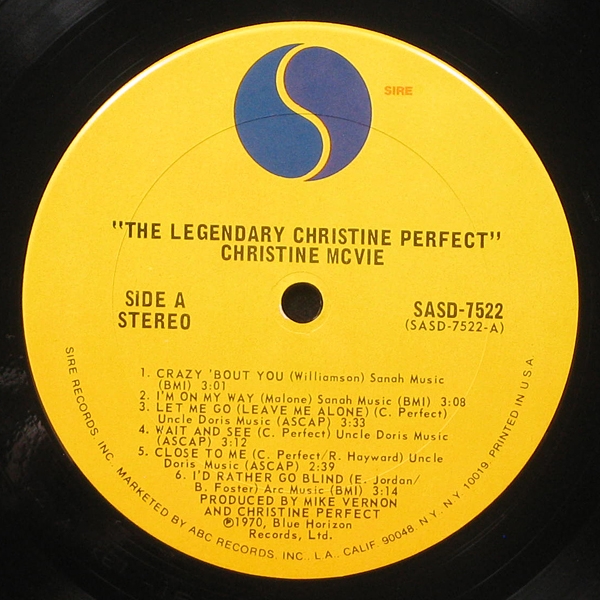 SIRE
"THE LEGENDARY CHRISTINE PERFECT"
CHRISTINE MCVIE
SIDE A
STEREO
SASD-7522
(SASD-7522-A)
1. CRAZY 'BOUT YOU (Williamson) Sanah Music
(BMI) 3:01
2. I'M ON MY WAY (Malone) Sanah Music (BMI) 3:08
3. LET ME GO (LEAVE ME ALONE) (C. Perfect)
Uncle Doris Music (ASCAP) 3:33
4. WAIT AND SEE (C. Perfect) Uncle Doris Music
(ASCAP) 3:12
5. CLOSE TO ME (C. Perfect/R. Hayward) Uncle
Doris Music (ASCAP) 2:39
6. I'D RATHER GO BLIND (E. Jordan/
B. Foster) Arc Music (BMI) 3:14
PRODUCED BY MIKE VERNON
AND CHRISTINE PERFECT
℗1970, Blue Horizon
Records, Ltd.
SIRE RECORDS, INC. MARKETED BY ABC RECORDS, INC., L.A., CALIF. 90048, N.Y., N.Y. 10019. PRINTED IN U.S.A.